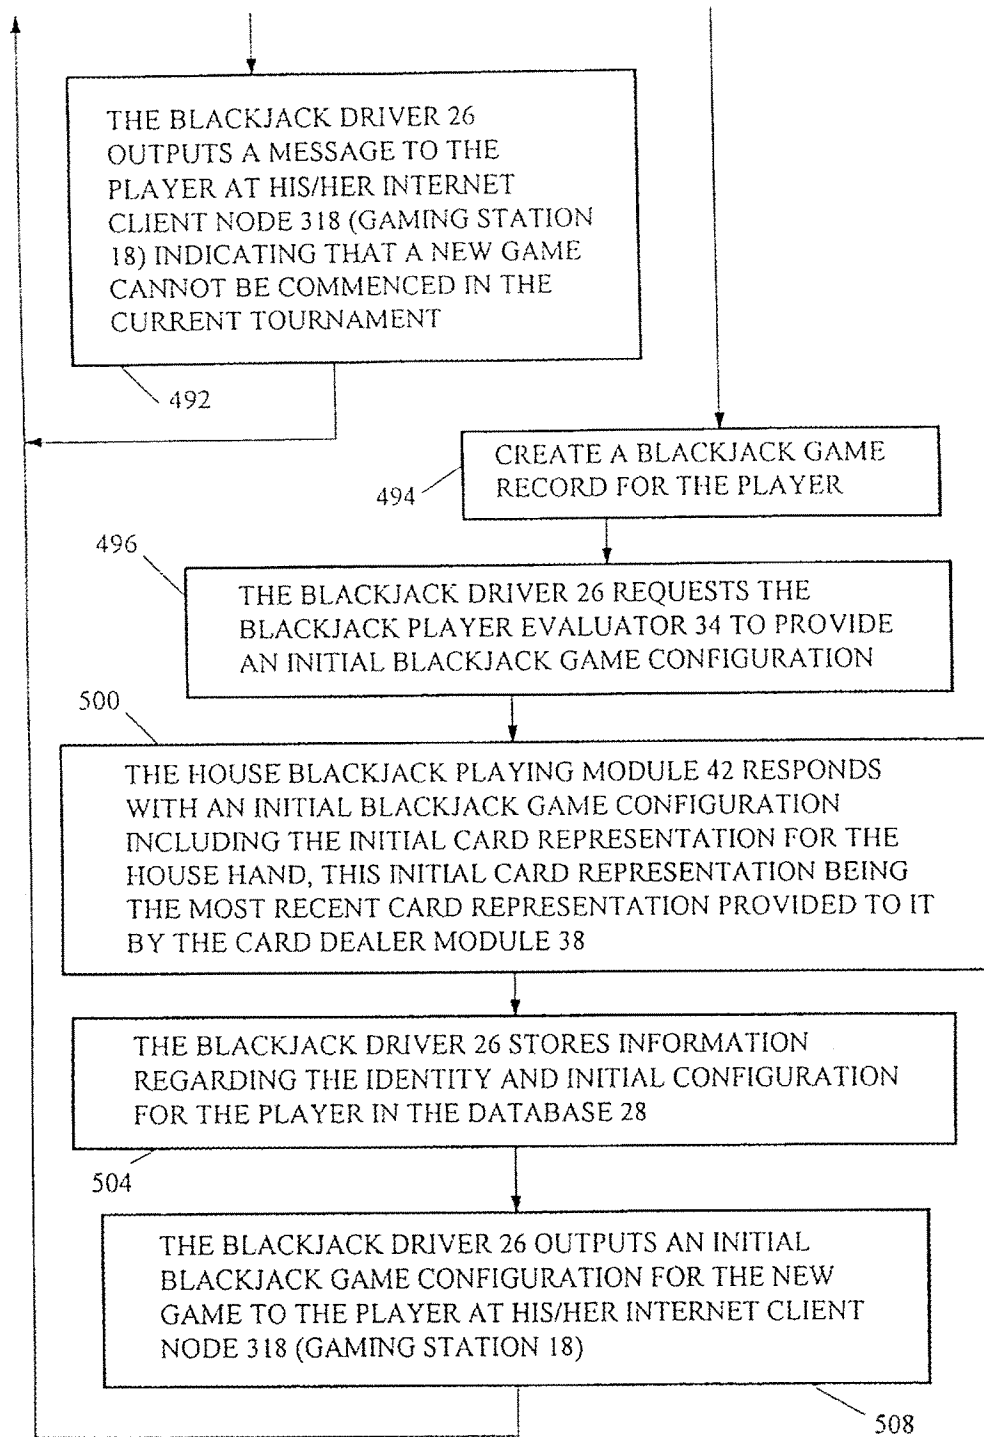 THE BLACKJACK DRIVER 26
OUTPUTS A MESSAGE TO THE
PLAYER AT HIS/HER INTERNET
CLIENT NODE 318 (GAMING STATION
18) INDICATING THAT A NEW GAME
CANNOT BE COMMENCED IN THE
CURRENT TOURNAMENT
492
CREATE A BLACKJACK GAME
RECORD FOR THE PLAYER
494
496
THE BLACKJACK DRIVER 26 REQUESTS THE
BLACKJACK PLAYER EVALUATOR 34 TO PROVIDE
AN INITIAL BLACKJACK GAME CONFIGURATION
500
THE HOUSE BLACKJACK PLAYING MODULE 42 RESPONDS
WITH AN INITIAL BLACKJACK GAME CONFIGURATION
INCLUDING THE INITIAL CARD REPRESENTATION FOR THE
HOUSE HAND, THIS INITIAL CARD REPRESENTATION BEING
THE MOST RECENT CARD REPRESENTATION PROVIDED TO IT
BY THE CARD DEALER MODULE 38
THE BLACKJACK DRIVER 26 STORES INFORMATION
REGARDING THE IDENTITY AND INITIAL CONFIGURATION
FOR THE PLAYER IN THE DATABASE 28
504
THE BLACKJACK DRIVER 26 OUTPUTS AN INITIAL
BLACKJACK GAME CONFIGURATION FOR THE NEW
GAME TO THE PLAYER AT HIS/HER INTERNET CLIENT
NODE 318 (GAMING STATION 18)
508